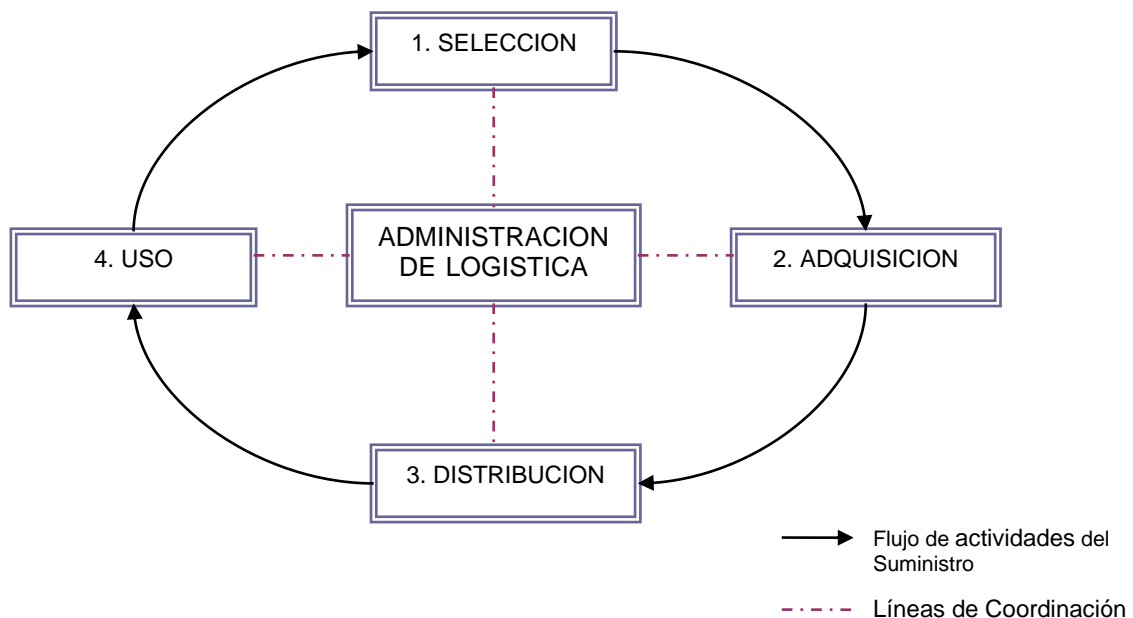 1. SELECCION
ADMINISTRACION
DE LOGISTICA
4. USO
2. ADQUISICION
3. DISTRIBUCION
Flujo de actividades del
Suministro
Líneas de Coordinación